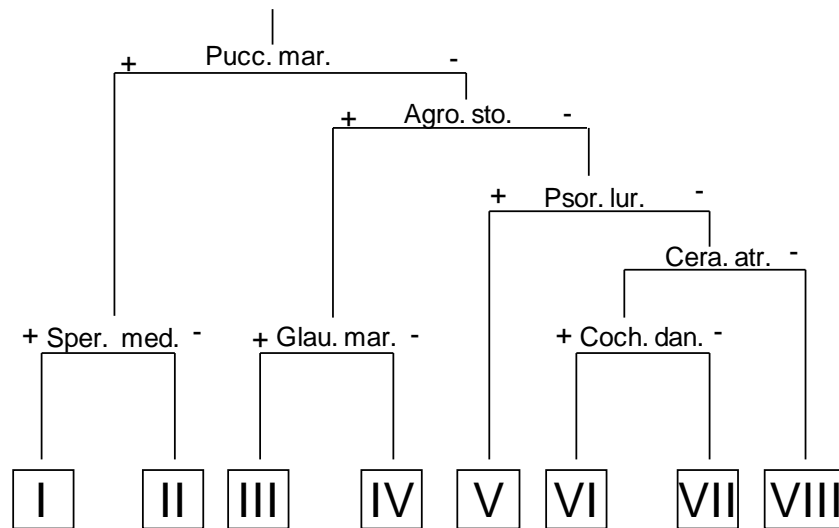 Pucc. mar.
+ -
Agro. sto.
+ -
Psor. lur.
+ -
Cera. atr. -
+ Sper. med. - + Glau. mar. - + Coch. dan. -
I II III IV V VI VII VIII